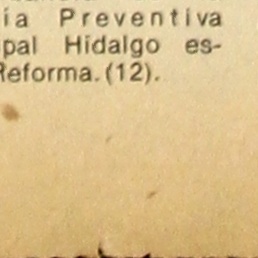 ía Preventiva
pal Hidalgo es-
Reforma. (12).